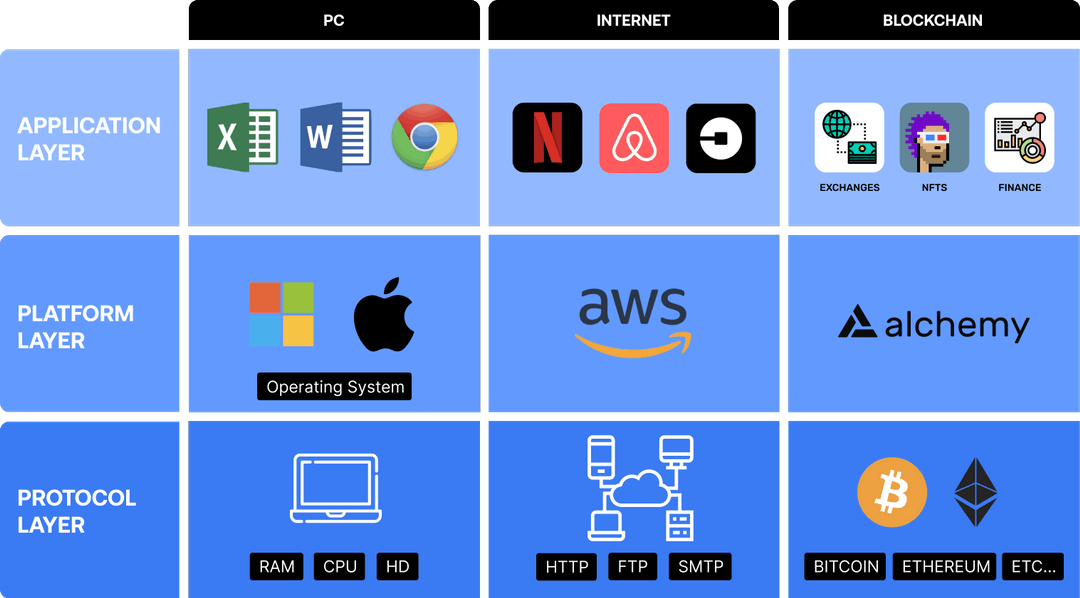 PC
INTERNET
BLOCKCHAIN
APPLICATION
LAYER
X
W
N
EXCHANGES
NFTS
FINANCE
PLATFORM
LAYER
Operating System
aws
alchemy
PROTOCOL
LAYER
RAM
CPU
HD
HTTP
FTP
SMTP
BITCOIN
ETHEREUM
ETC...